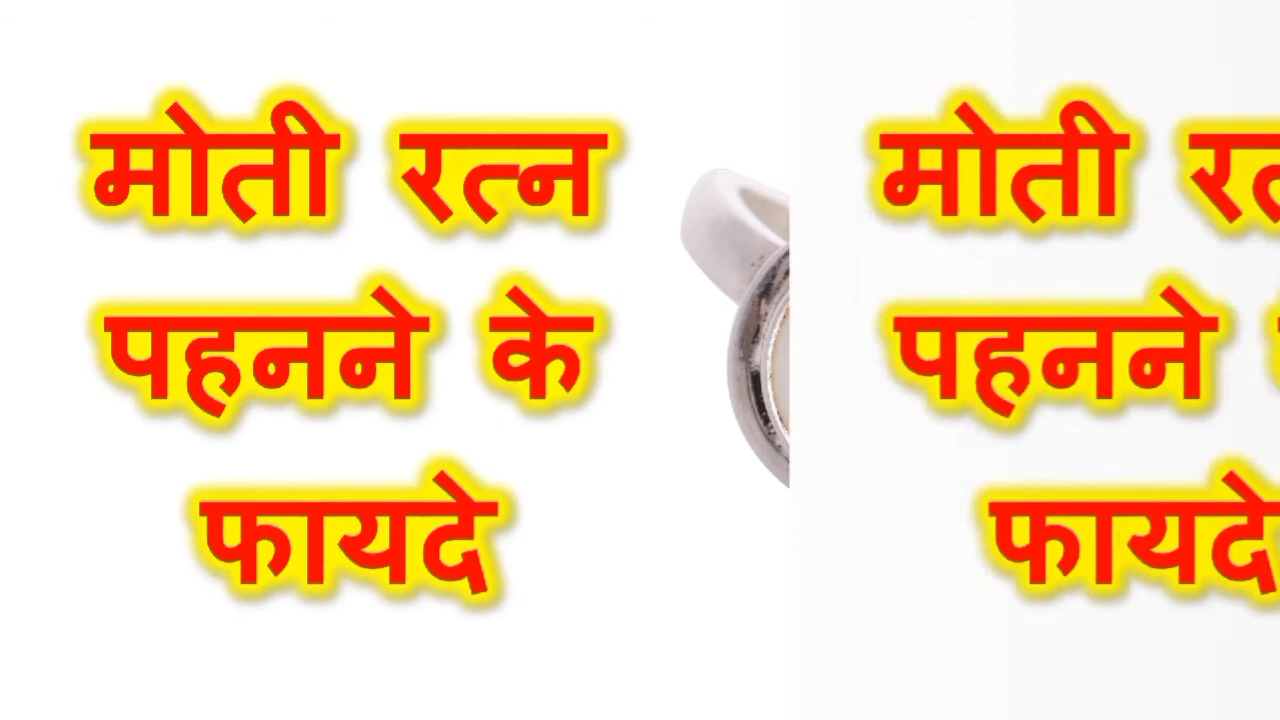 मोती रत्न
पहनने के
फायदे
मोती
पहनने
फायदे